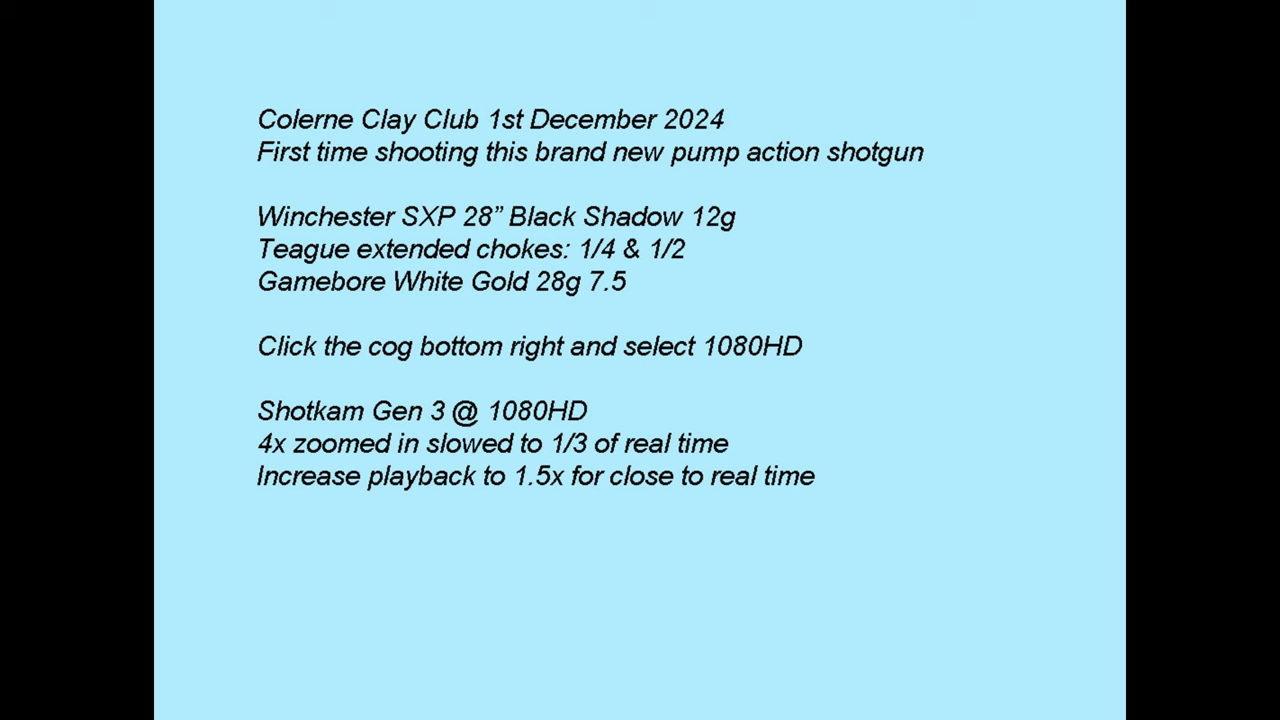 Colerne Clay Club 1st December 2024
First time shooting this brand new pump action shotgun
Winchester SXP 28” Black Shadow 12g
Teague extended chokes: 1/4 & 1/2
Gamebore White Gold 28g 7.5
Click the cog bottom right and select 1080HD
Shotkam Gen 3 @ 1080HD
4x zoomed in slowed to 1/3 of real time
Increase playback to 1.5x for close to real time